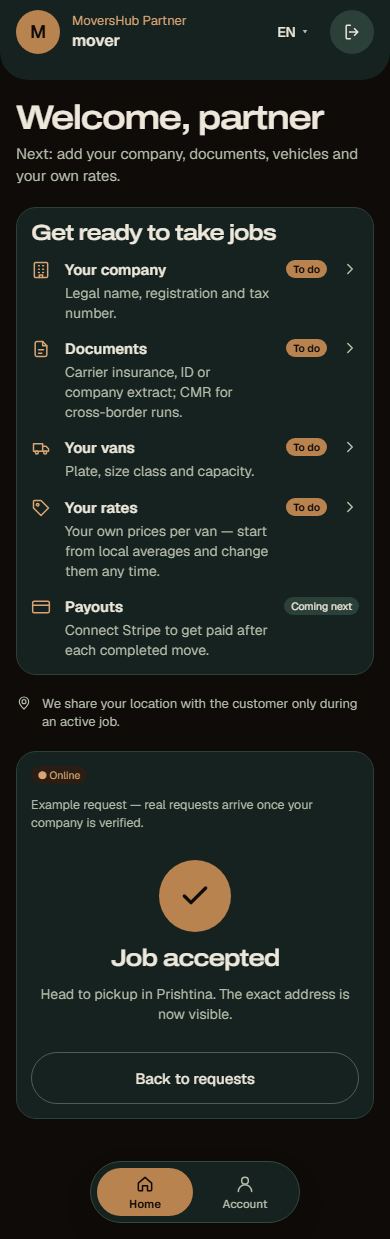 M
MoversHub Partner
mover
EN
Welcome, partner
Next: add your company, documents, vehicles and
your own rates.
Get ready to take jobs
Your company
To do
Legal name, registration and tax
number.
Documents
To do
Carrier insurance, ID or
company extract; CMR for
cross-border runs.
Your vans
To do
Plate, size class and capacity.
Your rates
To do
Your own prices per van — start
from local averages and change
them any time.
Payouts
Coming next
Connect Stripe to get paid after
each completed move.
We share your location with the customer only during
an active job.
Online
Example request — real requests arrive once your
company is verified.
Job accepted
Head to pickup in Prishtina. The exact address is
now visible.
Back to requests
Home
Account